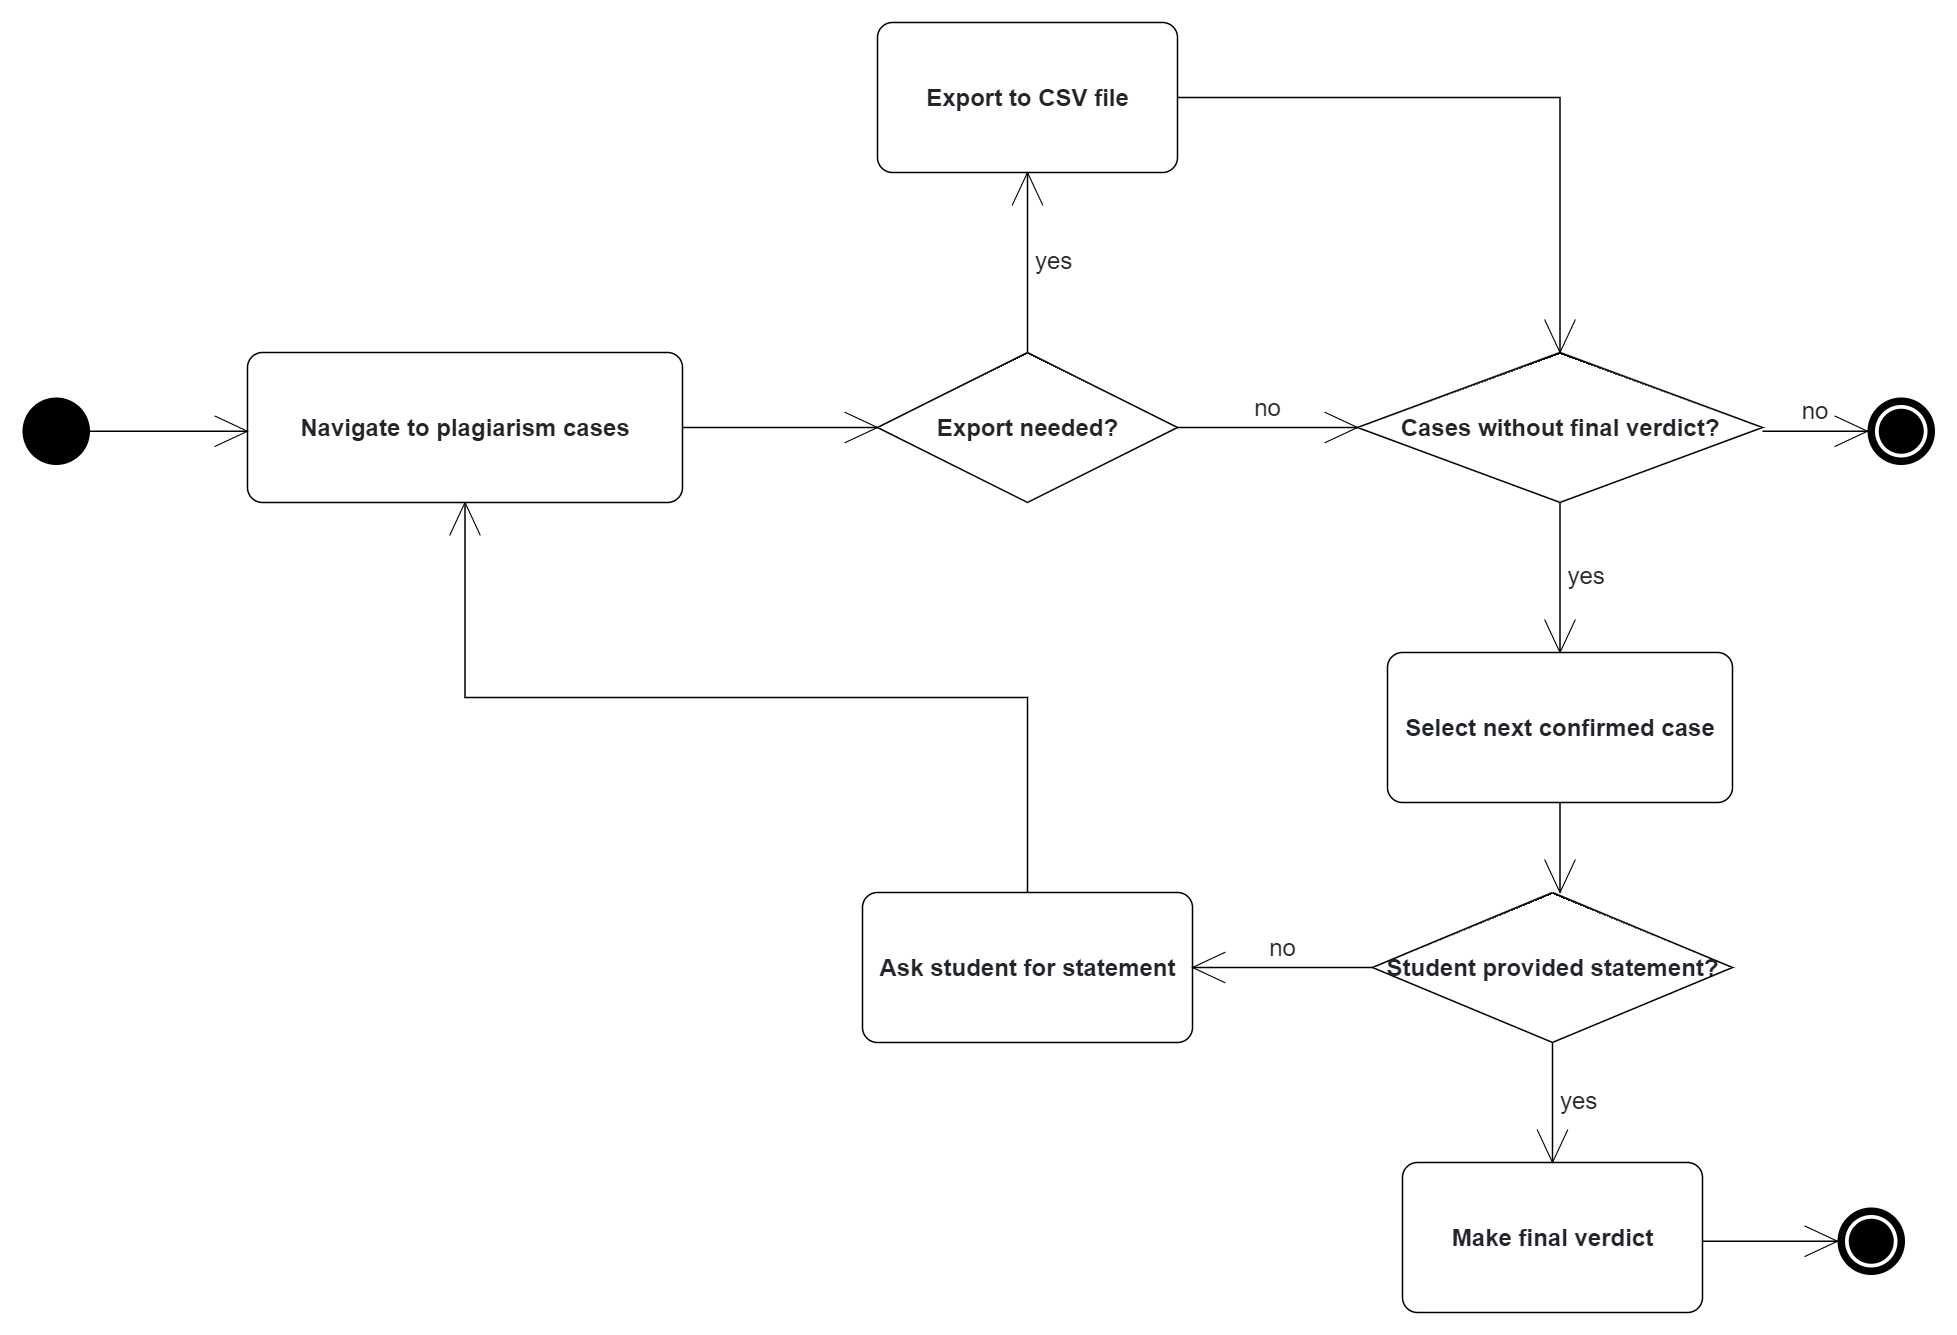 Export to CSV file
yes
Navigate to plagiarism cases
Export needed?
no
Cases without final verdict?
no
yes
Select next confirmed case
Ask student for statement
no
Student provided statement?
yes
Make final verdict